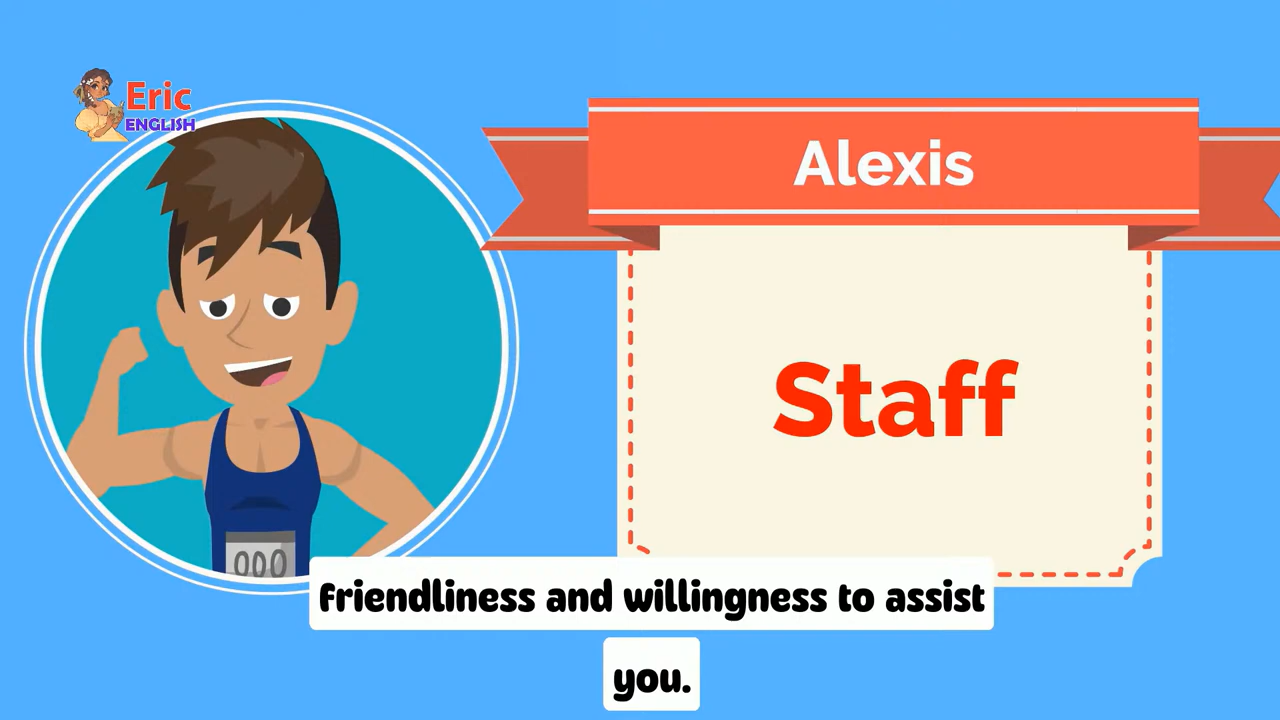 Eric
ENGLISH
Alexis
Staff
000
friendliness and willingness to assist
you.